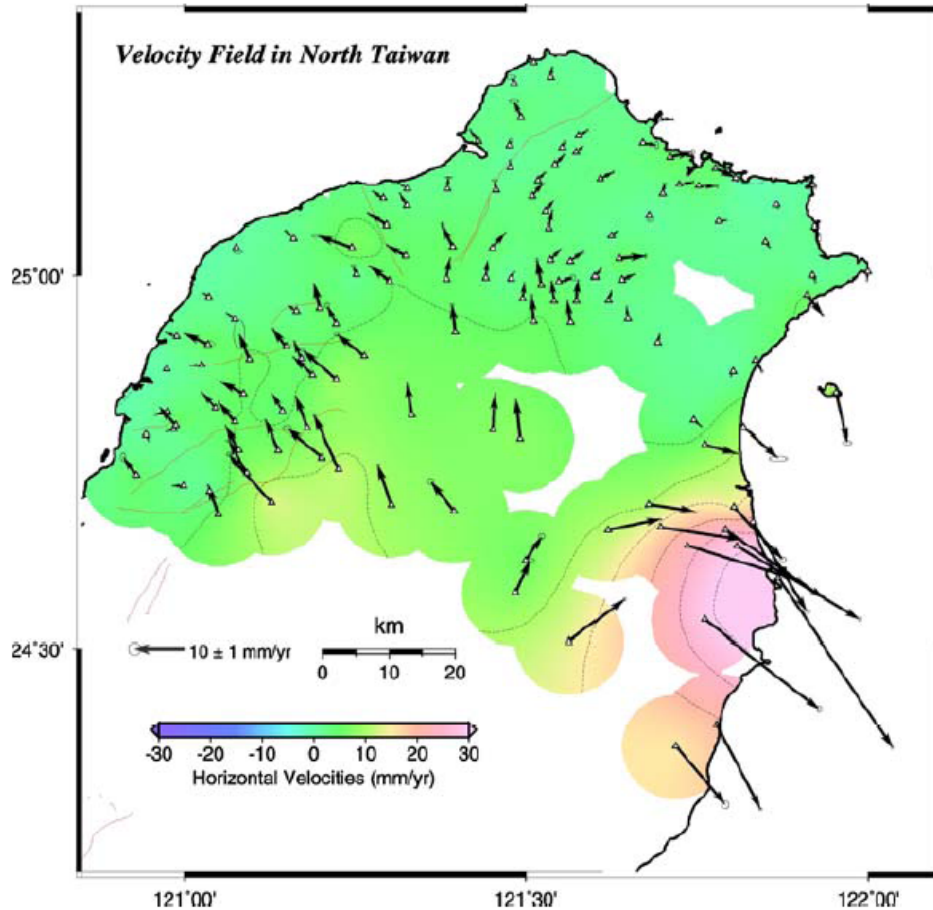 Velocity Field in North Taiwan
25°00'
km
10 ± 1 mm/yr
0 10 20
24°30'
-30 -20 -10 0 10 20 30
Horizontal Velocities (mm/yr)
121°00' 121°30' 122°00'